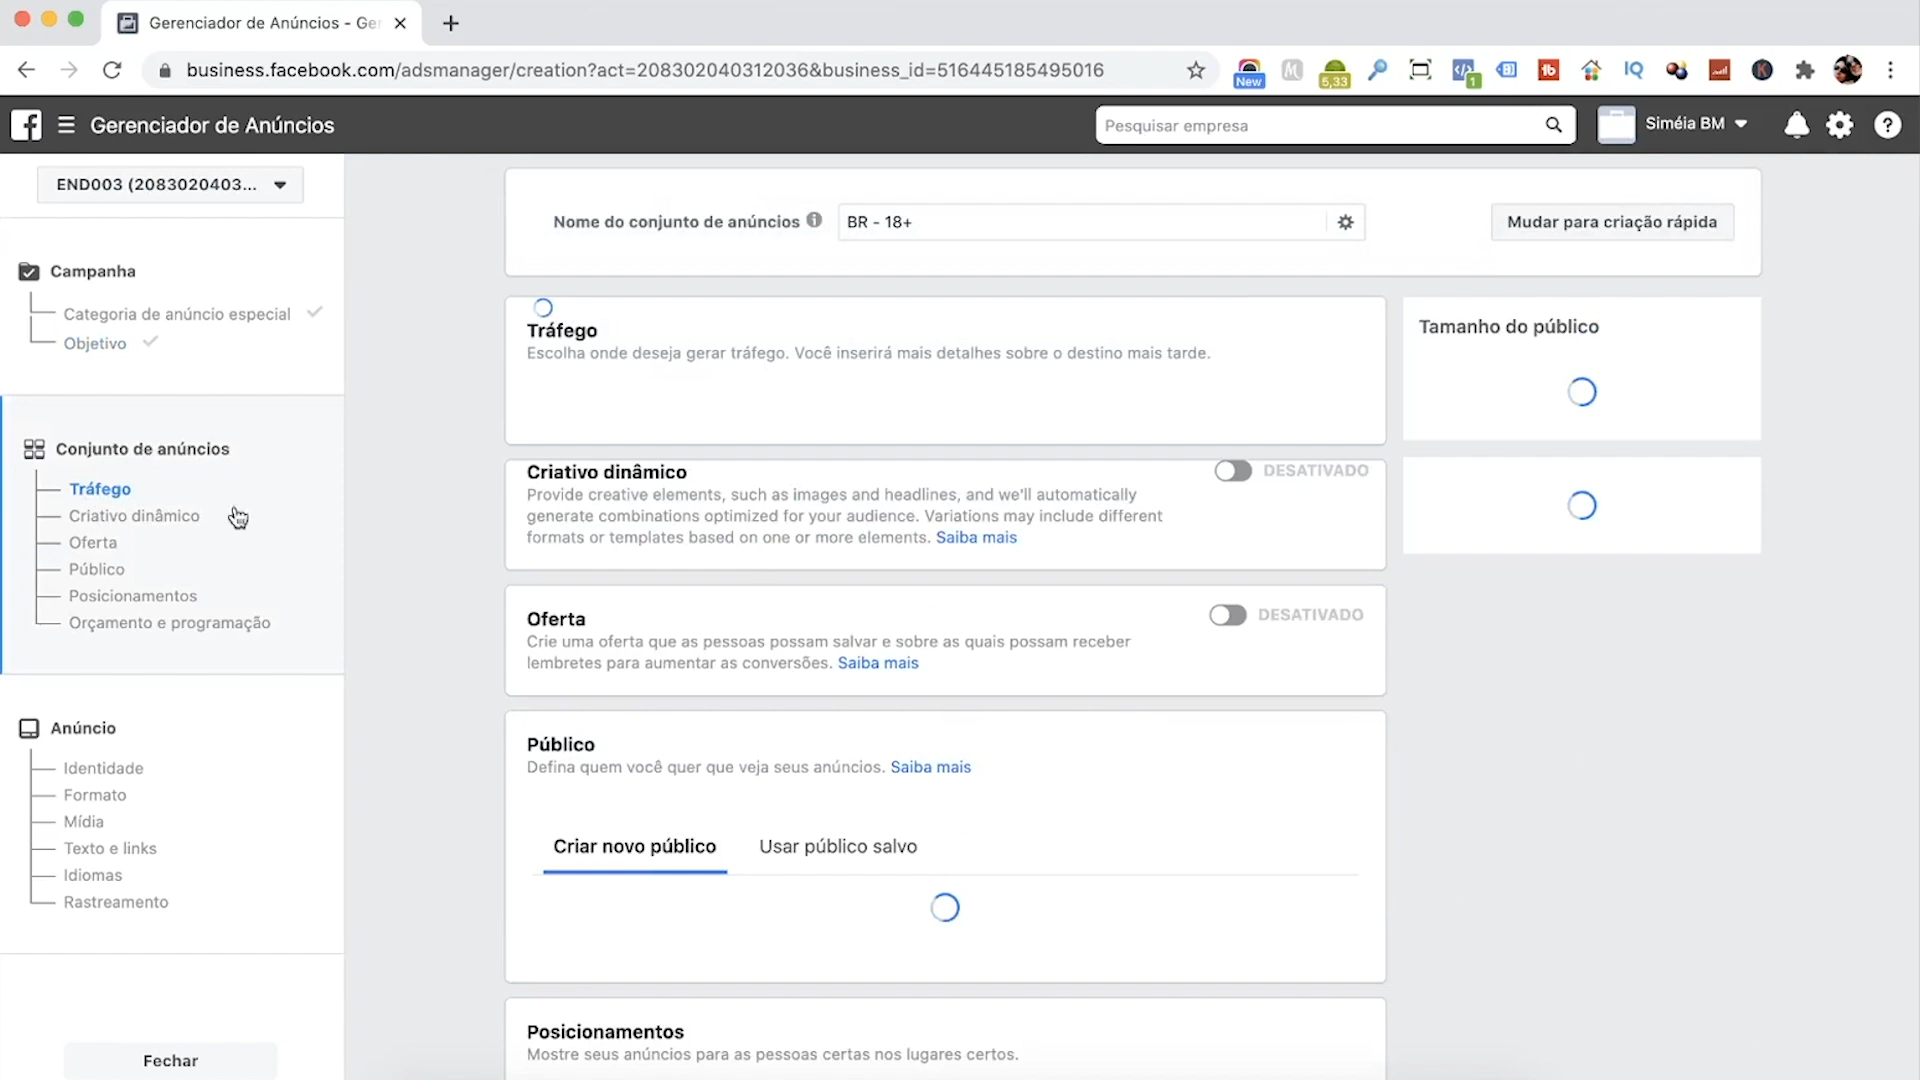 Gerenciador de Anúncios - Ger
business.facebook.com/adsmanager/creation?act=208302040312036&business_id=516445185495016
New
5,33
1
IQ
Gerenciador de Anúncios
Pesquisar empresa
Siméia BM
END003 (2083020403...
Campanha
Categoria de anúncio especial
Objetivo
Conjunto de anúncios
Tráfego
Criativo dinâmico
Oferta
Público
Posicionamentos
Orçamento e programação
Anúncio
Identidade
Formato
Mídia
Texto e links
Idiomas
Rastreamento
Fechar
Nome do conjunto de anúncios
BR - 18+
Mudar para criação rápida
Tráfego
Escolha onde deseja gerar tráfego. Você inserirá mais detalhes sobre o destino mais tarde.
Tamanho do público
Criativo dinâmico
DESATIVADO
Provide creative elements, such as images and headlines, and we'll automatically
generate combinations optimized for your audience. Variations may include different
formats or templates based on one or more elements. Saiba mais
Oferta
DESATIVADO
Crie uma oferta que as pessoas possam salvar e sobre as quais possam receber
lembretes para aumentar as conversões. Saiba mais
Público
Defina quem você quer que veja seus anúncios. Saiba mais
Criar novo público
Usar público salvo
Posicionamentos
Mostre seus anúncios para as pessoas certas nos lugares certos.